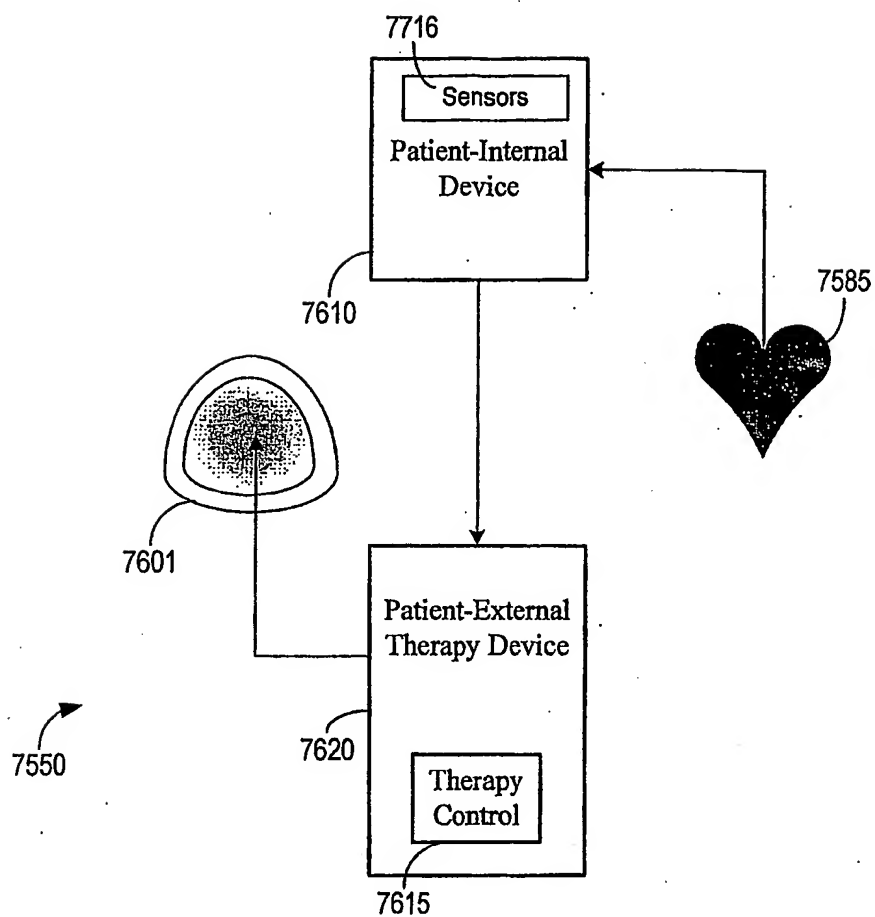 7716
Sensors
Patient-Internal
Device
7610
7585
7601
Patient-External
Therapy Device
7550
7620
Therapy
Control
7615